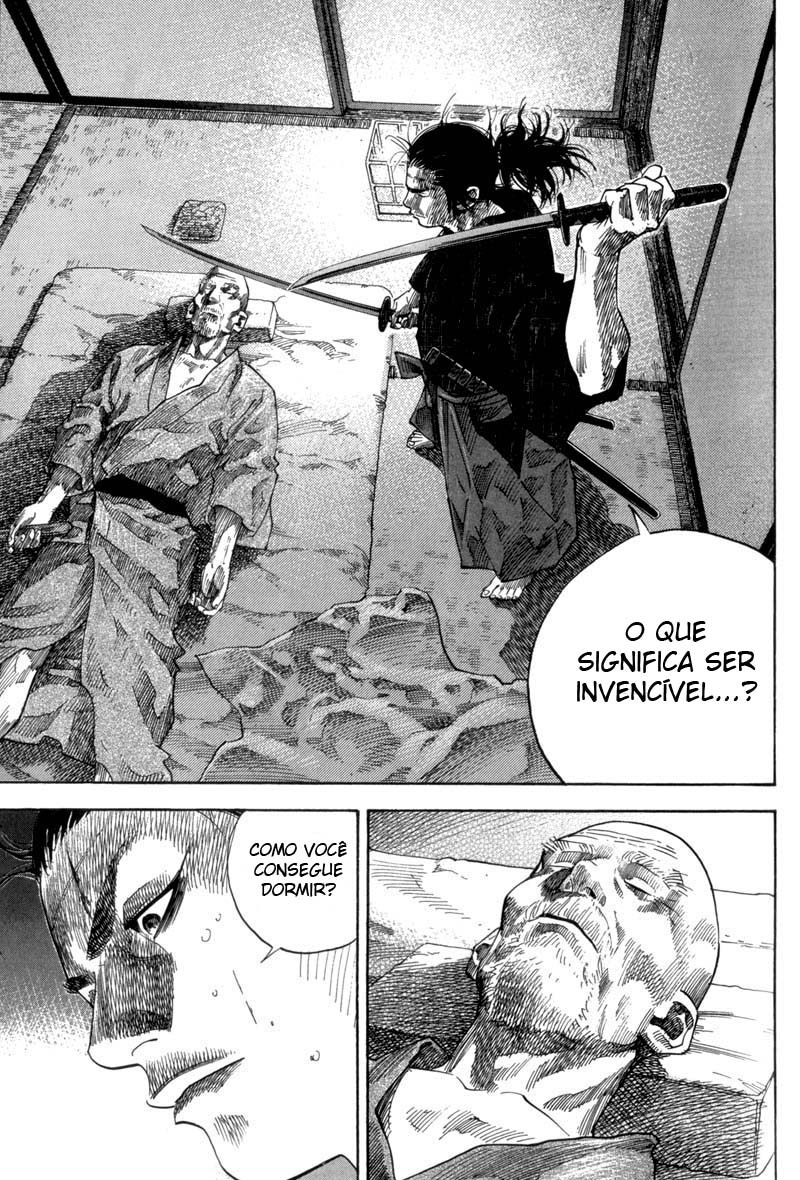 O QUE
SIGNIFICA SER
INVENCÍVEL...?
COMO VOCÊ
CONSEGUE
DORMIR?